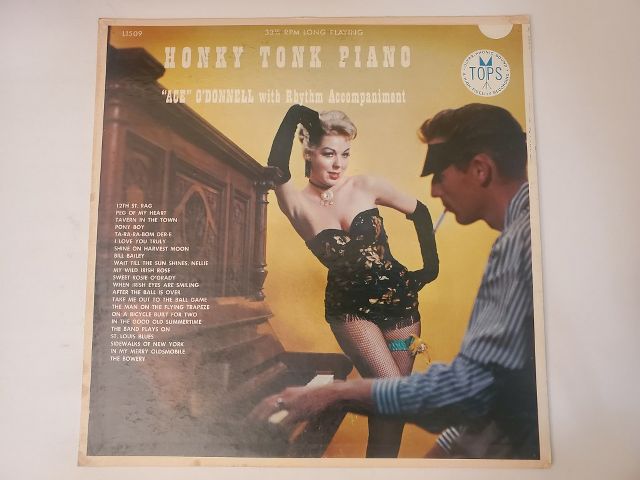 L1509
33 1/3 RPM LONG PLAYING
HONKY TONK PIANO
"ACE" O'DONNELL with Rhythm Accompaniment
TOPS
12TH ST. RAG
PEG OF MY HEART
TAVERN IN THE TOWN
PONY BOY
TA-RA-RA-BOM DER-E
I LOVE YOU TRULY
SHINE ON HARVEST MOON
BILL BAILEY
WAIT TILL THE SUN SHINES, NELLIE
MY WILD IRISH ROSE
SWEET ROSIE O'GRADY
WHEN IRISH EYES ARE SMILING
AFTER THE BALL IS OVER
TAKE ME OUT TO THE BALL GAME
THE MAN ON THE FLYING TRAPEZE
ON A BICYCLE BUILT FOR TWO
IN THE GOOD OLD SUMMERTIME
THE BAND PLAYS ON
ST. LOUIS BLUES
SIDEWALKS OF NEW YORK
IN MY MERRY OLDSMOBILE
THE BOWERY